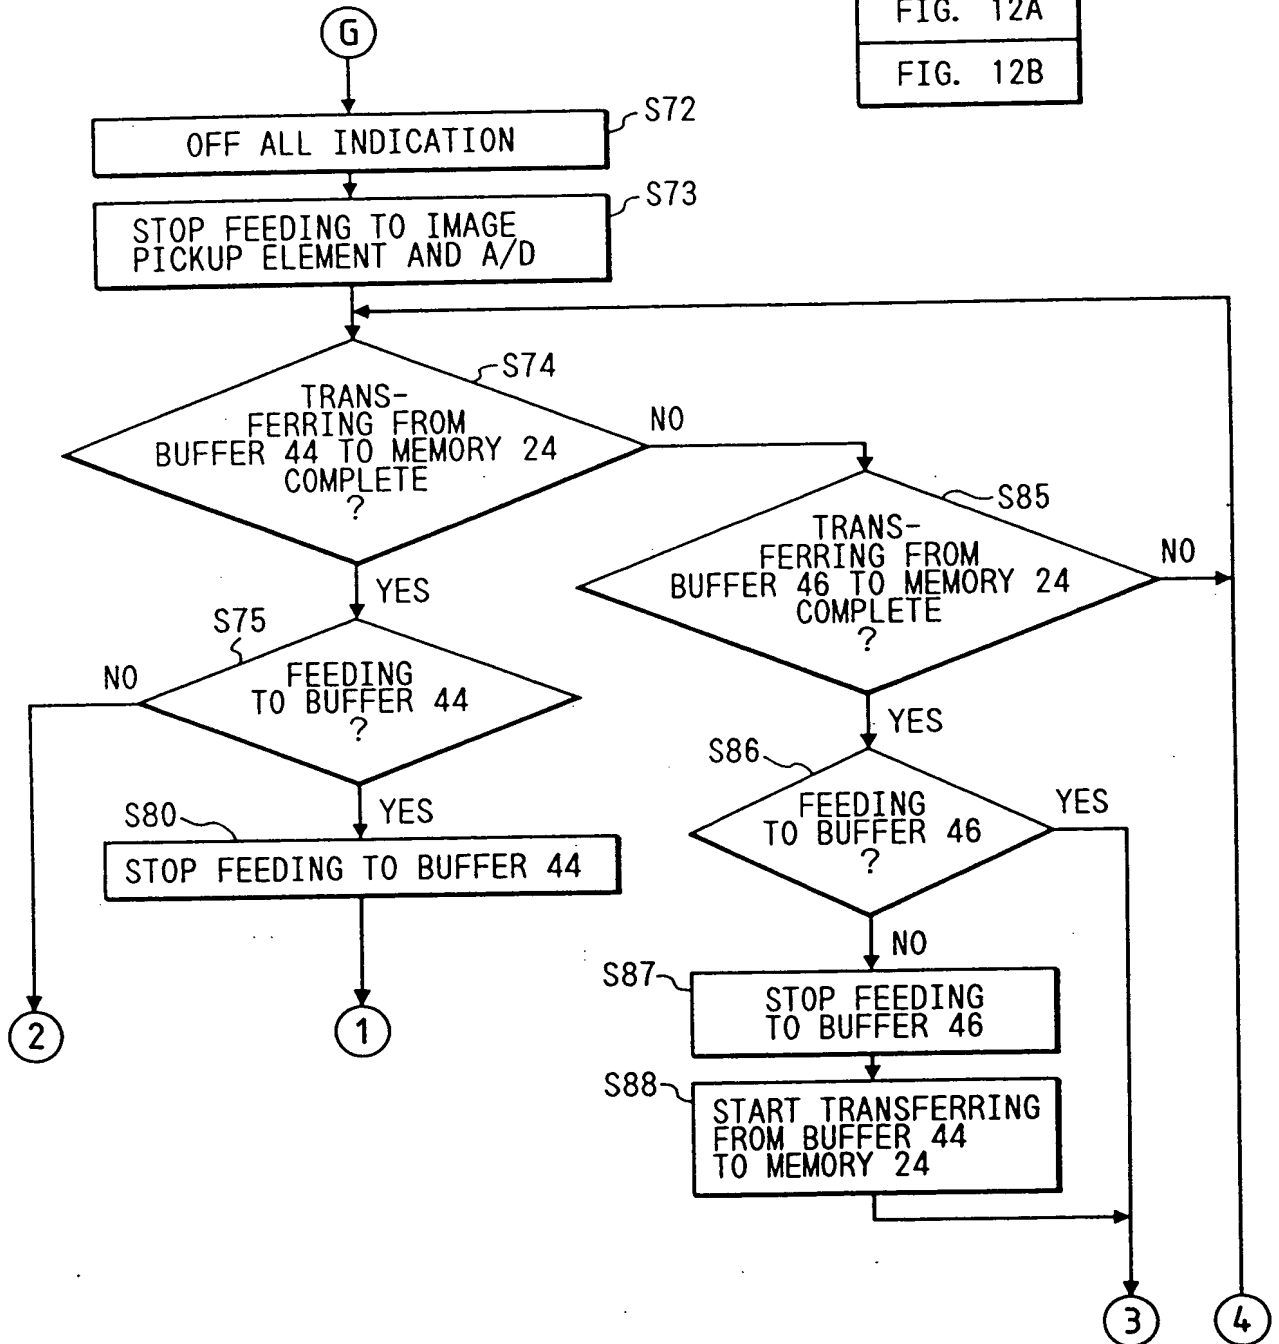 FIG. 12A
FIG. 12B
G
S72
OFF ALL INDICATION
S73
STOP FEEDING TO IMAGE
PICKUP ELEMENT AND A/D
S74
TRANS-
FERRING FROM
BUFFER 44 TO MEMORY 24
COMPLETE
?
NO
YES
S85
TRANS-
FERRING FROM
BUFFER 46 TO MEMORY 24
COMPLETE
?
NO
YES
S75
FEEDING
TO BUFFER 44
?
NO
YES
S80
STOP FEEDING TO BUFFER 44
2
1
S86
FEEDING
TO BUFFER 46
?
YES
NO
S87
STOP FEEDING
TO BUFFER 46
S88
START TRANSFERRING
FROM BUFFER 44
TO MEMORY 24
3
4